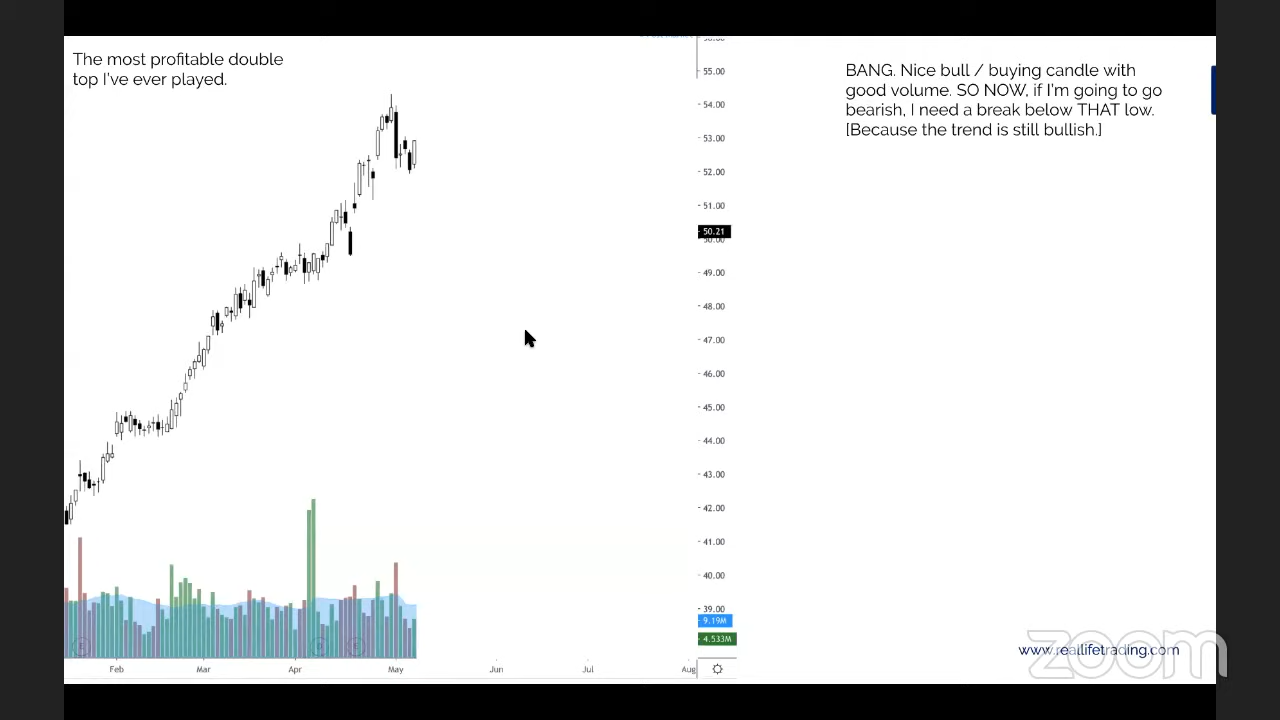 The most profitable double
top I've ever played.
BANG. Nice bull / buying candle with
good volume. SO NOW, if I'm going to go
bearish, I need a break below THAT low.
[Because the trend is still bullish.]
55.00
54.00
53.00
52.00
51.00
50.21
50.00
49.00
48.00
47.00
46.00
45.00
44.00
43.00
42.00
41.00
40.00
39.00
9.19M
4.533M
Feb Mar Apr May Jun Jul Aug
www.reallifetrading.com
zoom